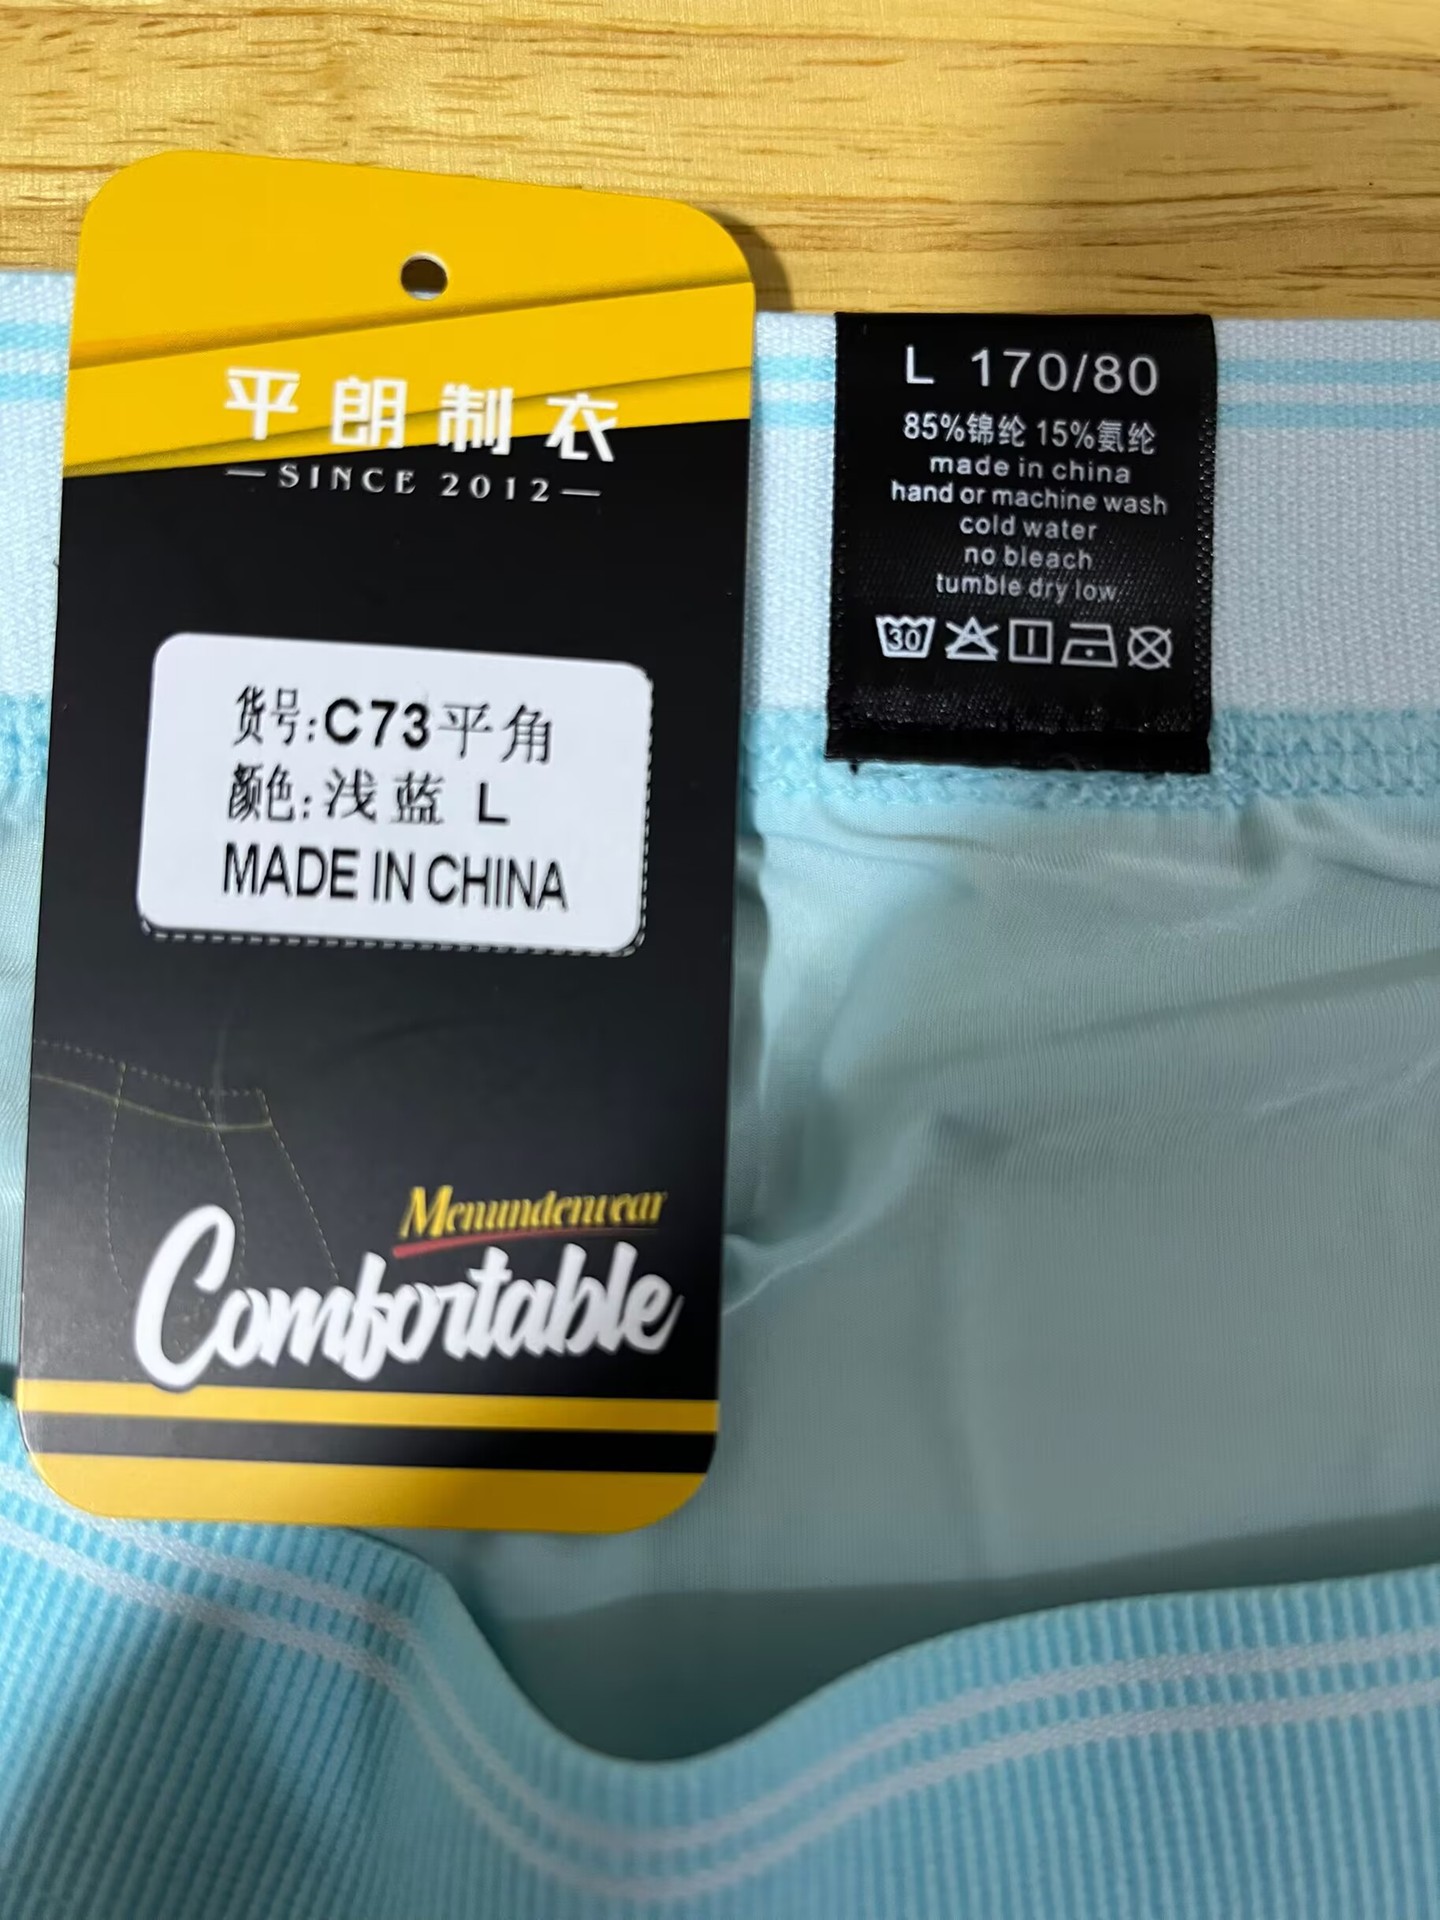 平朗制衣
SINCE 2012
货号:C73平角
颜色:浅蓝 L
MADE IN CHINA
Menunderwear
Comfortable
L 170/80
85%锦纶 15%氨纶
made in china
hand or machine wash
cold water
no bleach
tumble dry low
30